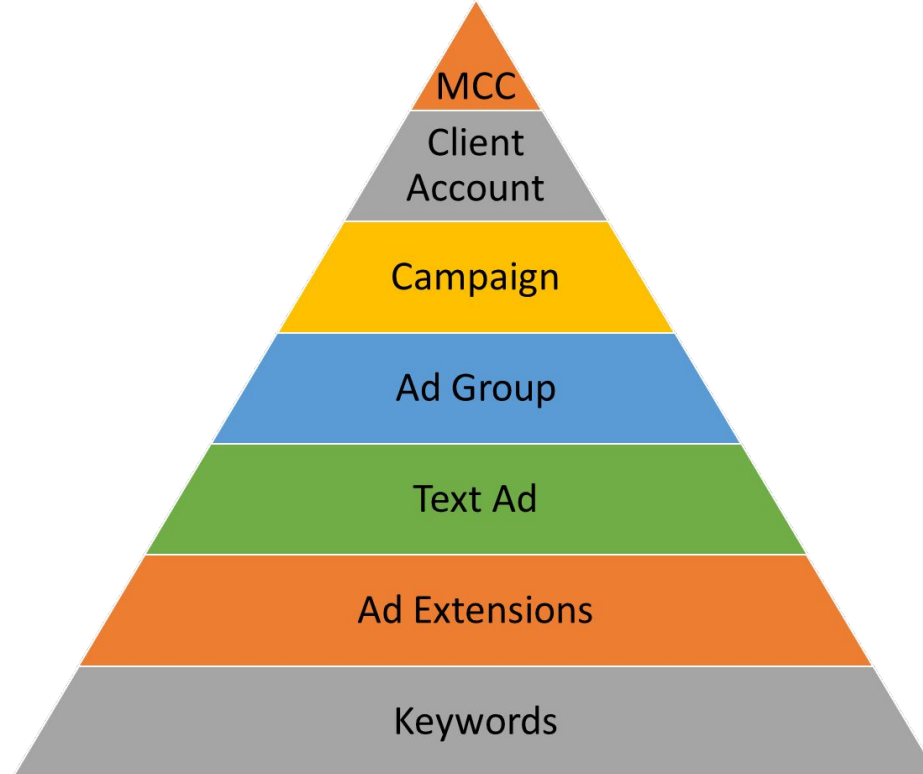 MCC
Client
Account
Campaign
Ad Group
Text Ad
Ad Extensions
Keywords